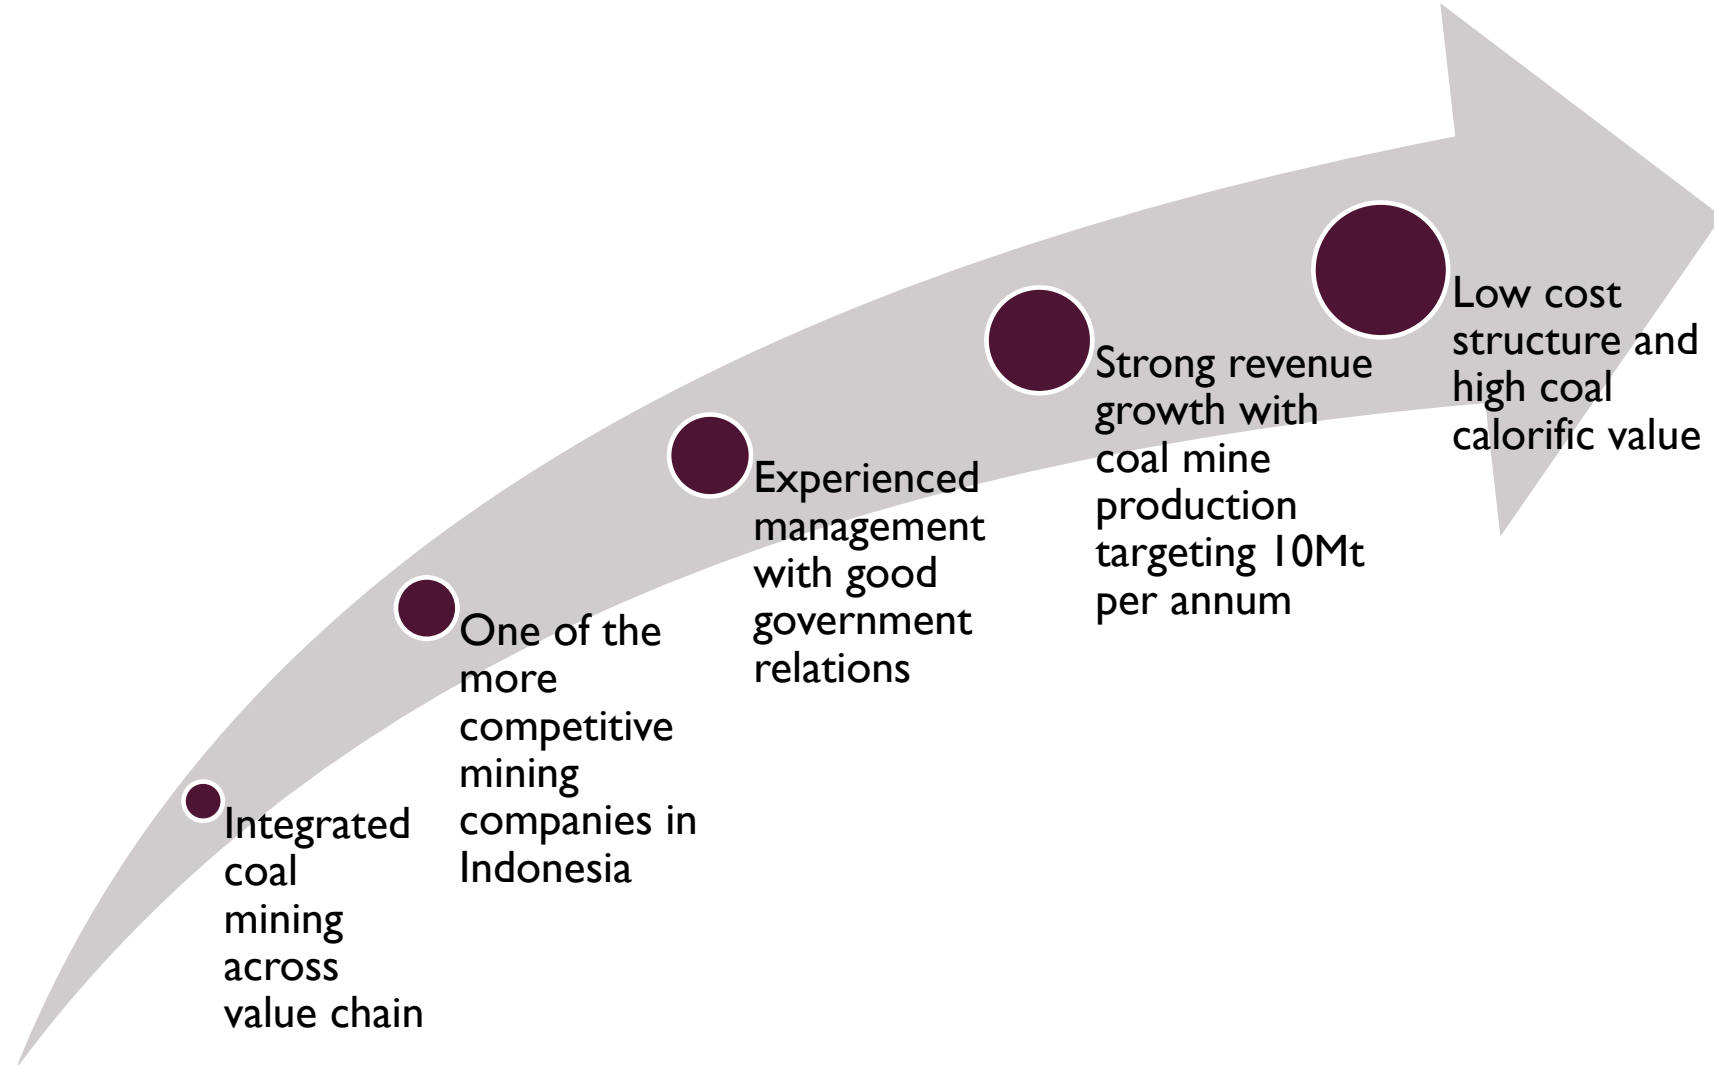 Integrated
coal
mining
across
value chain
One of the
more
competitive
mining
companies in
Indonesia
Experienced
management
with good
government
relations
Strong revenue
growth with
coal mine
production
targeting 10Mt
per annum
Low cost
structure and
high coal
calorific value